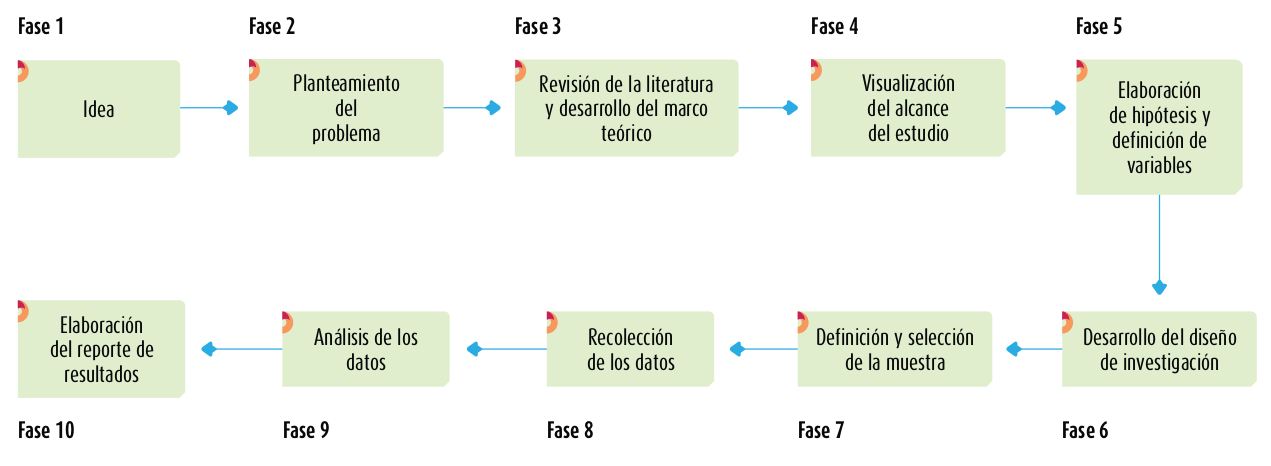 Fase 1
Idea
Fase 2
Planteamiento
del
problema
Fase 3
Revisión de la literatura
y desarrollo del marco
teórico
Fase 4
Visualización
del alcance
del estudio
Fase 5
Elaboración
de hipótesis y
definición de
variables
Desarrollo del diseño
de investigación
Fase 6
Definición y selección
de la muestra
Fase 7
Recolección
de los datos
Fase 8
Análisis de los
datos
Fase 9
Elaboración
del reporte de
resultados
Fase 10